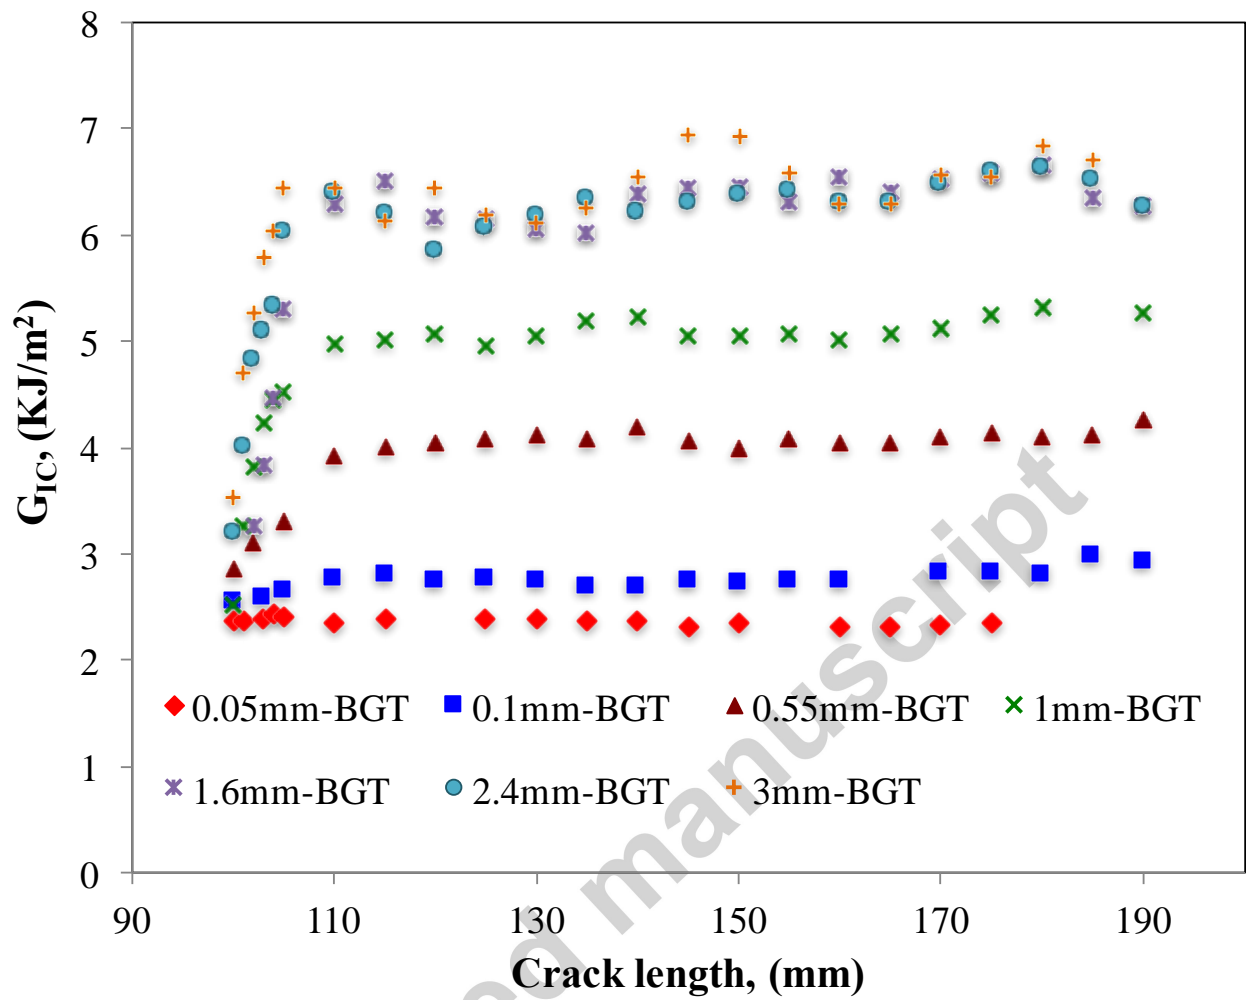 8
7
6
5
4
3
2
1
0
G_IC, (KJ/m²)
0.05mm-BGT 0.1mm-BGT 0.55mm-BGT 1mm-BGT
1.6mm-BGT 2.4mm-BGT 3mm-BGT
90 110 130 150 170 190
Crack length, (mm)
ed manuscript